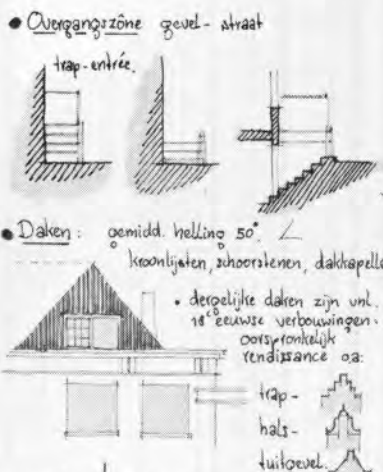 • Overgangszône gevel - straat
trap-entrée.
• Daken: gemidd. helling 50°.
kroonlijsten, schoorstenen, dakkapelle
• dergelijke daken zijn vnl.
18e eeuwse verbouwingen.
oorspronkelijk
renaissance o.a:
trap-
hals-
tuitgevel.